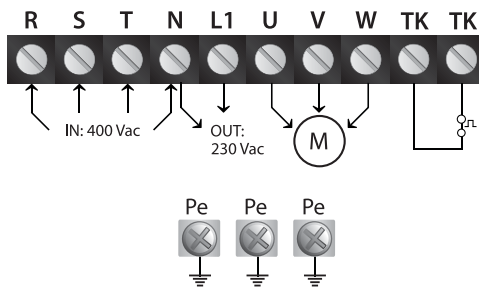 R S T N L1 U V W TK TK
IN: 400 Vac
OUT:
230 Vac
M
Pe Pe Pe